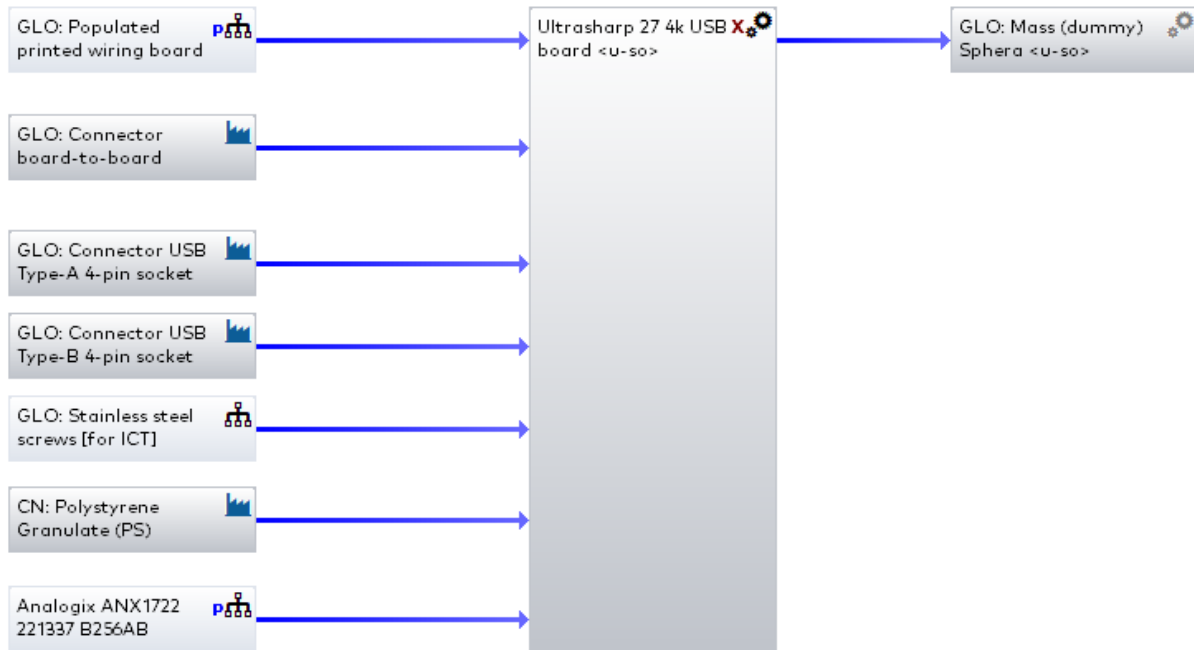 GLO: Populated
printed wiring board
p
Ultrasharp 27 4k USB X
board <u-so>
GLO: Mass (dummy)
Sphera <u-so>
GLO: Connector
board-to-board
GLO: Connector USB
Type-A 4-pin socket
GLO: Connector USB
Type-B 4-pin socket
GLO: Stainless steel
screws [for ICT]
CN: Polystyrene
Granulate (PS)
Analogix ANX1722
221337 B256AB
p